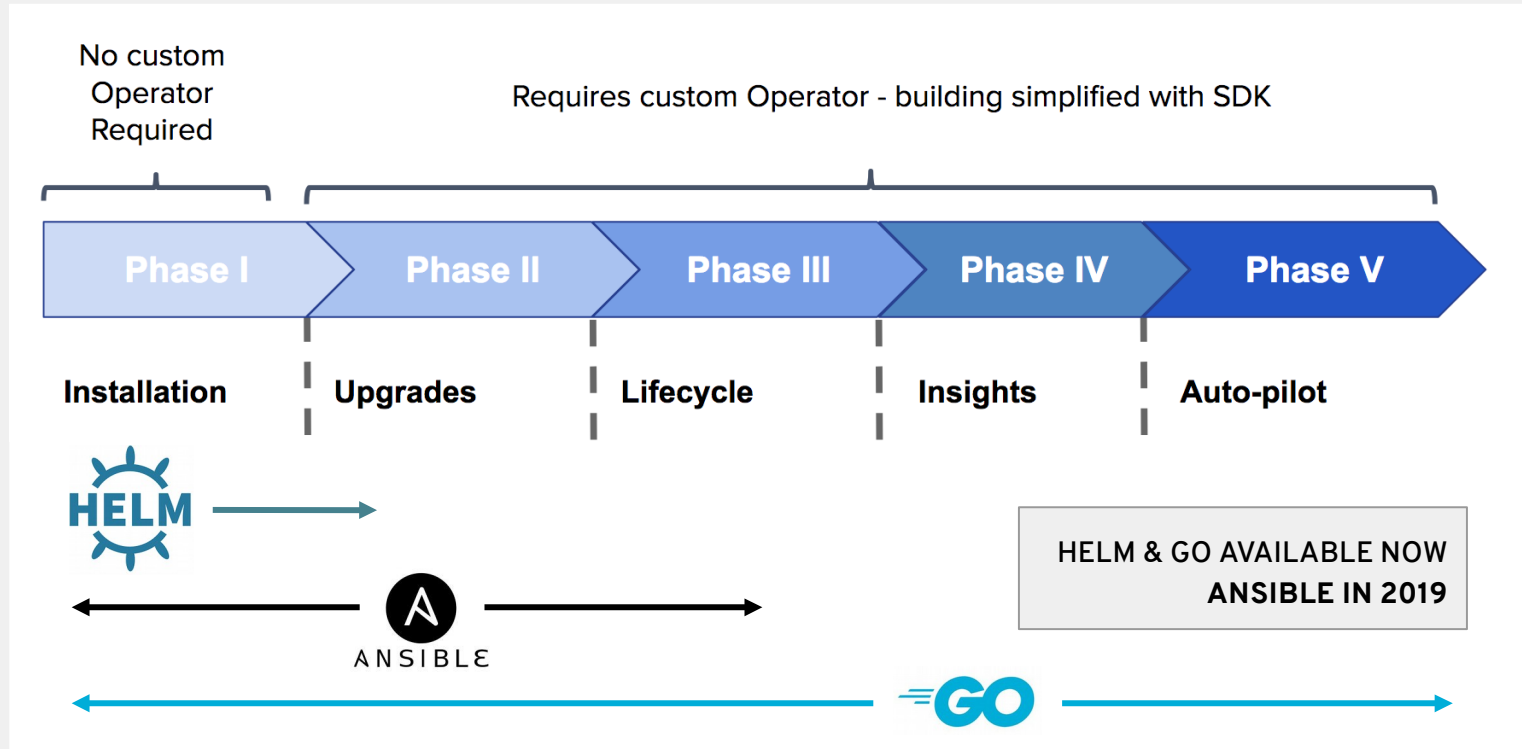 No custom
Operator
Required
Requires custom Operator - building simplified with SDK
Phase I
Phase II
Phase III
Phase IV
Phase V
Installation
Upgrades
Lifecycle
Insights
Auto-pilot
HELM
HELM & GO AVAILABLE NOW
ANSIBLE IN 2019
A
ANSIBLE
GO